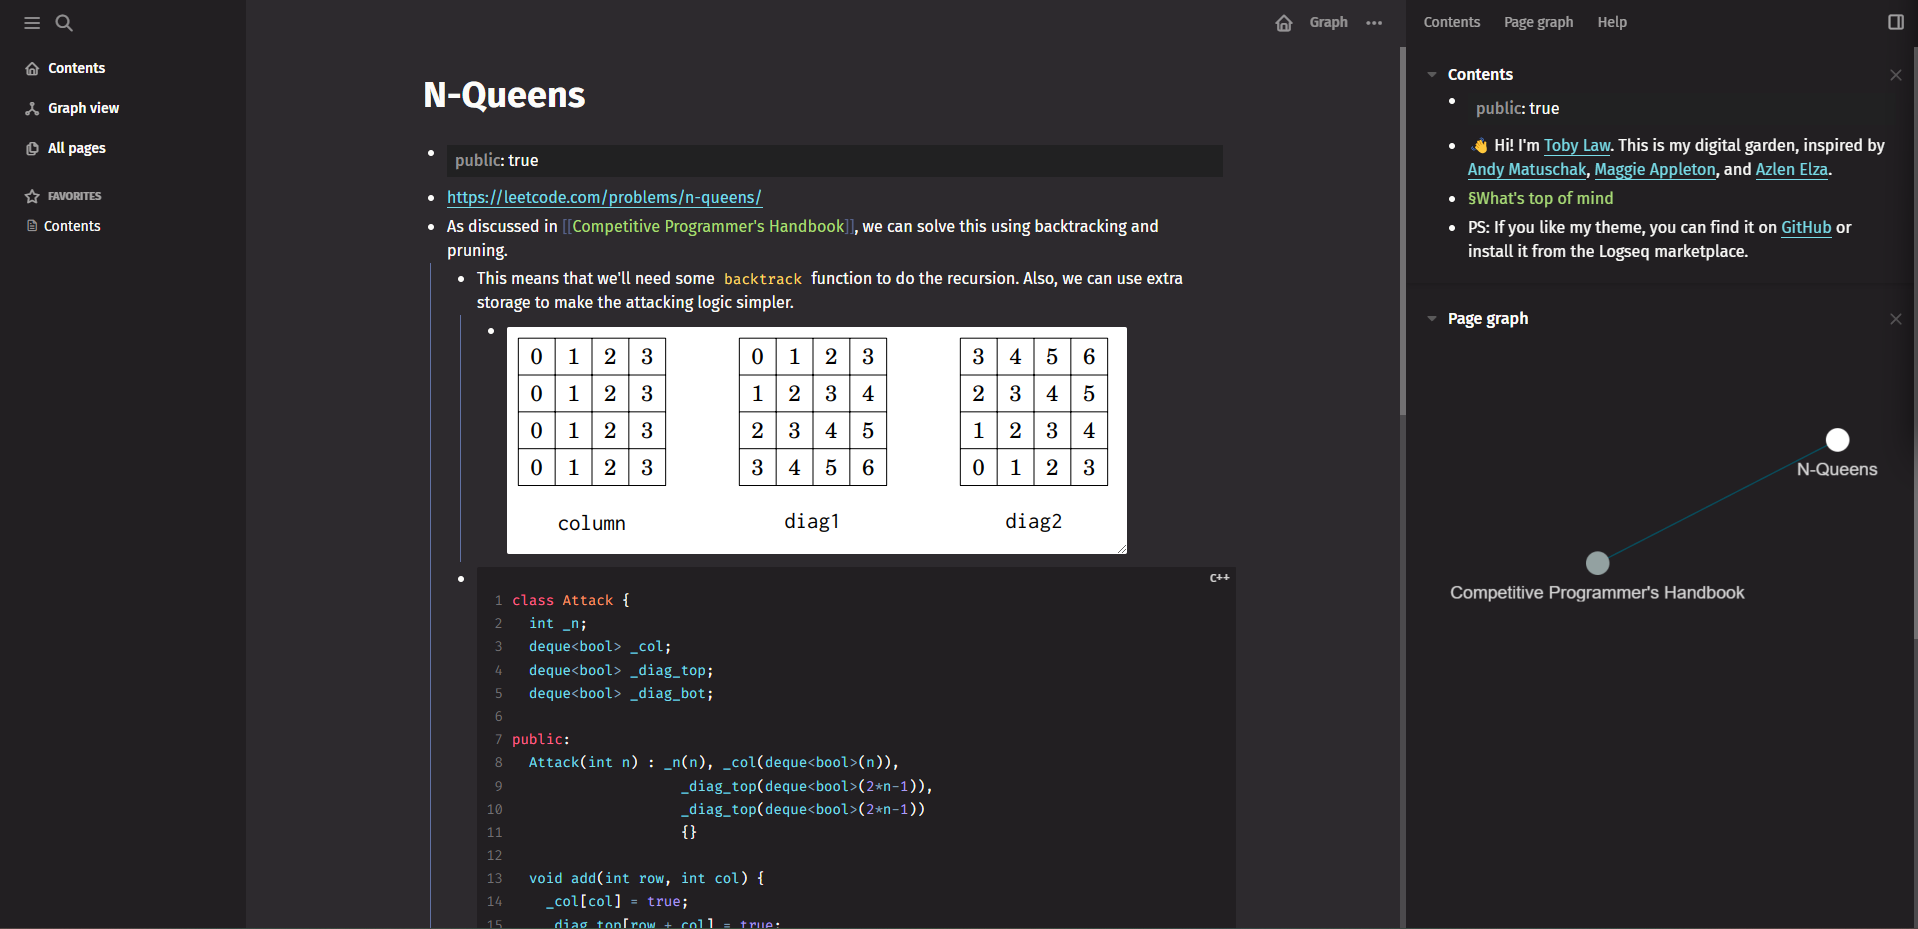 Contents
Graph view
All pages
FAVORITES
Contents
Graph
N-Queens
public: true
https://leetcode.com/problems/n-queens/
As discussed in [[Competitive Programmer's Handbook]], we can solve this using backtracking and
pruning.
This means that we'll need some backtrack function to do the recursion. Also, we can use extra
storage to make the attacking logic simpler.
0 1 2 3 0 1 2 3 3 4 5 6
0 1 2 3 1 2 3 4 2 3 4 5
0 1 2 3 2 3 4 5 1 2 3 4
0 1 2 3 3 4 5 6 0 1 2 3
column diag1 diag2
C++
1 class Attack {
2   int _n;
3   deque<bool> _col;
4   deque<bool> _diag_top;
5   deque<bool> _diag_bot;
6
7 public:
8   Attack(int n) : _n(n), _col(deque<bool>(n)),
9                     _diag_top(deque<bool>(2*n-1)),
10                     _diag_top(deque<bool>(2*n-1))
11                     {}
12
13   void add(int row, int col) {
14     _col[col] = true;
15     _diag_top[row + col] = true;
Contents Page graph Help
Contents
public: true
👋 Hi! I'm Toby Law. This is my digital garden, inspired by
Andy Matuschak, Maggie Appleton, and Azlen Elza.
§What's top of mind
PS: If you like my theme, you can find it on GitHub or
install it from the Logseq marketplace.
Page graph
N-Queens
Competitive Programmer's Handbook